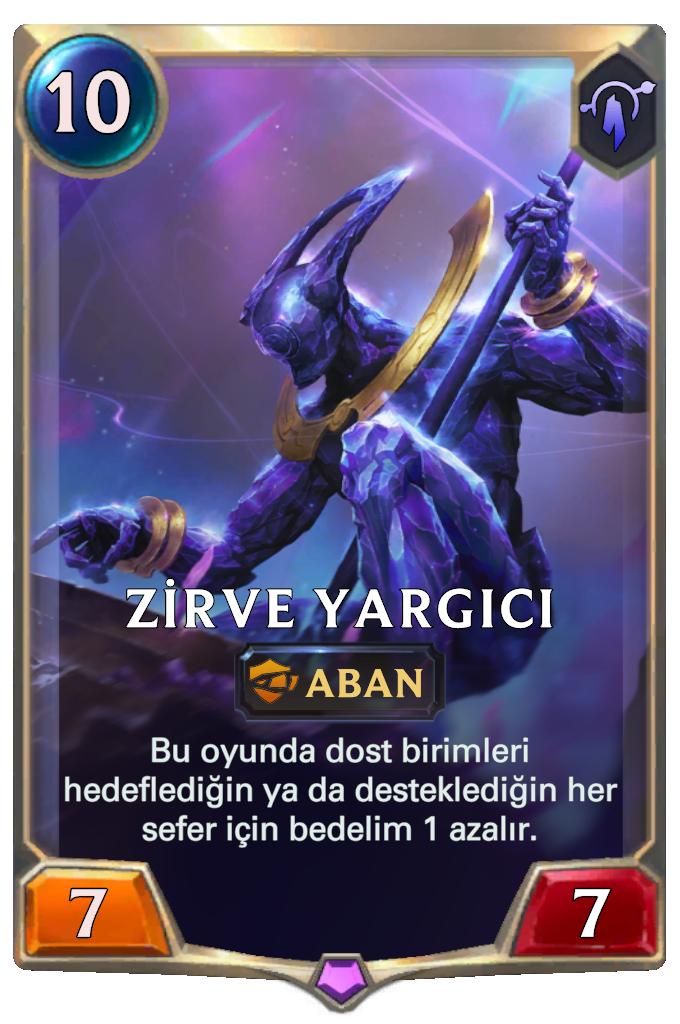 10
ZİRVE YARGICI
ABAN
Bu oyunda dost birimleri
hedeflediğin ya da desteklediğin her
sefer için bedelim 1 azalır.
7
7